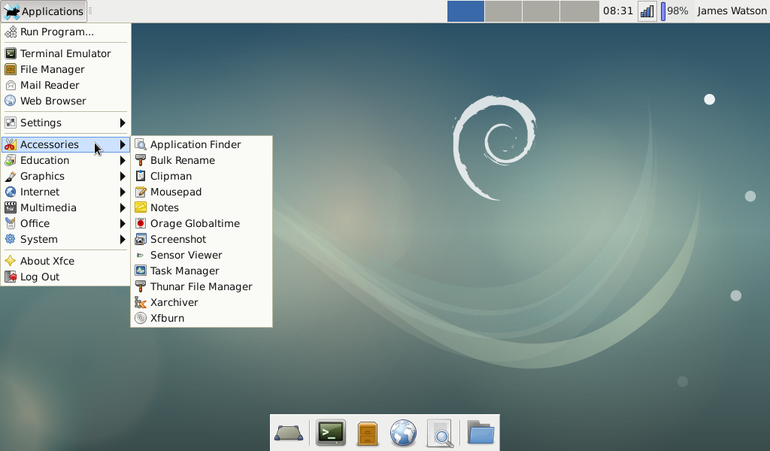 Applications
08:31
98%
James Watson
Run Program...
Terminal Emulator
File Manager
Mail Reader
Web Browser
Settings
Accessories
Education
Graphics
Internet
Multimedia
Office
System
About Xfce
Log Out
Application Finder
Bulk Rename
Clipman
Mousepad
Notes
Orage Globaltime
Screenshot
Sensor Viewer
Task Manager
Thunar File Manager
Xarchiver
Xfburn